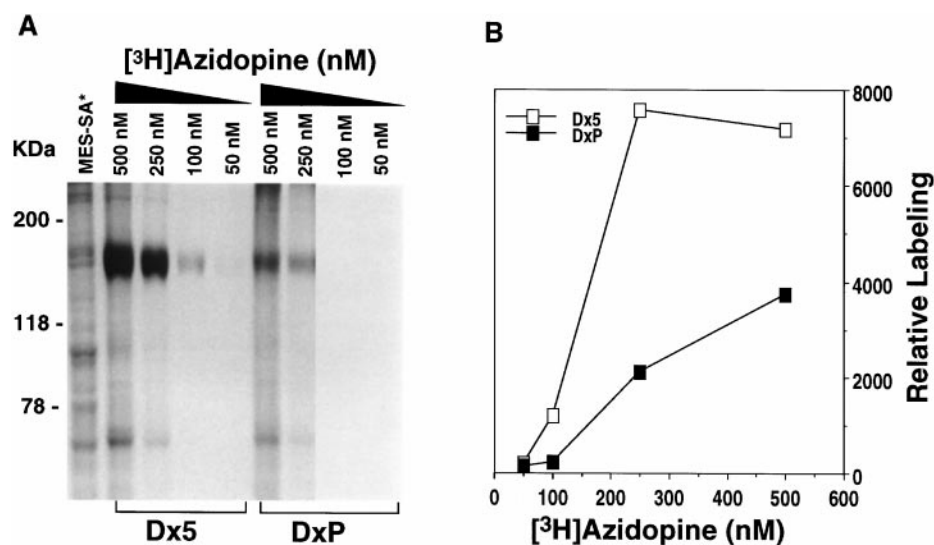 A
[³H]Azidopine (nM)
KDa
MES-SA*
500 nM
250 nM
100 nM
50 nM
500 nM
250 nM
100 nM
50 nM
200 -
118 -
78 -
Dx5
DxP
B
Dx5
DxP
8000
6000
4000
2000
0
Relative Labeling
0 100 200 300 400 500 600
[³H]Azidopine (nM)